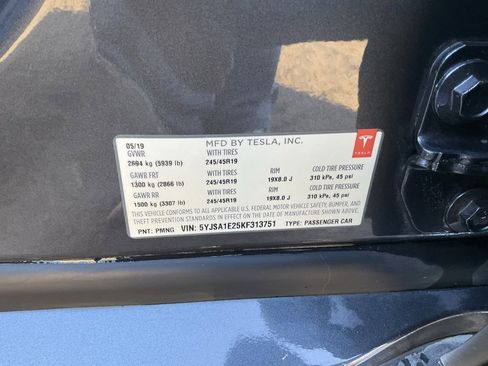 05/19 MFD BY TESLA, INC.
GVWR WITH TIRES
2694 kg (5939 lb) 245/45R19
GAWR FRT WITH TIRES RIM COLD TIRE PRESSURE
1300 kg (2866 lb) 245/45R19 19X8.0 J 310 kPa, 45 psi
GAWR RR WITH TIRES RIM COLD TIRE PRESSURE
1500 kg (3307 lb) 245/45R19 19X8.0 J 310 kPa, 45 psi
THIS VEHICLE CONFORMS TO ALL APPLICABLE U.S. FEDERAL MOTOR VEHICLE SAFETY, BUMPER, AND
THEFT PREVENTION STANDARDS IN EFFECT ON THE DATE OF MANUFACTURE SHOWN ABOVE.
PNT: PMNG VIN: 5YJSA1E25KF313751 TYPE: PASSENGER CAR
TESLA